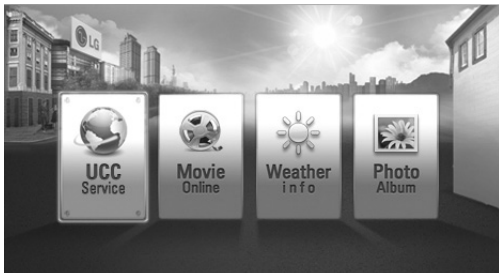 LG
UCC
Service
Movie
Online
Weather
info
Photo
Album